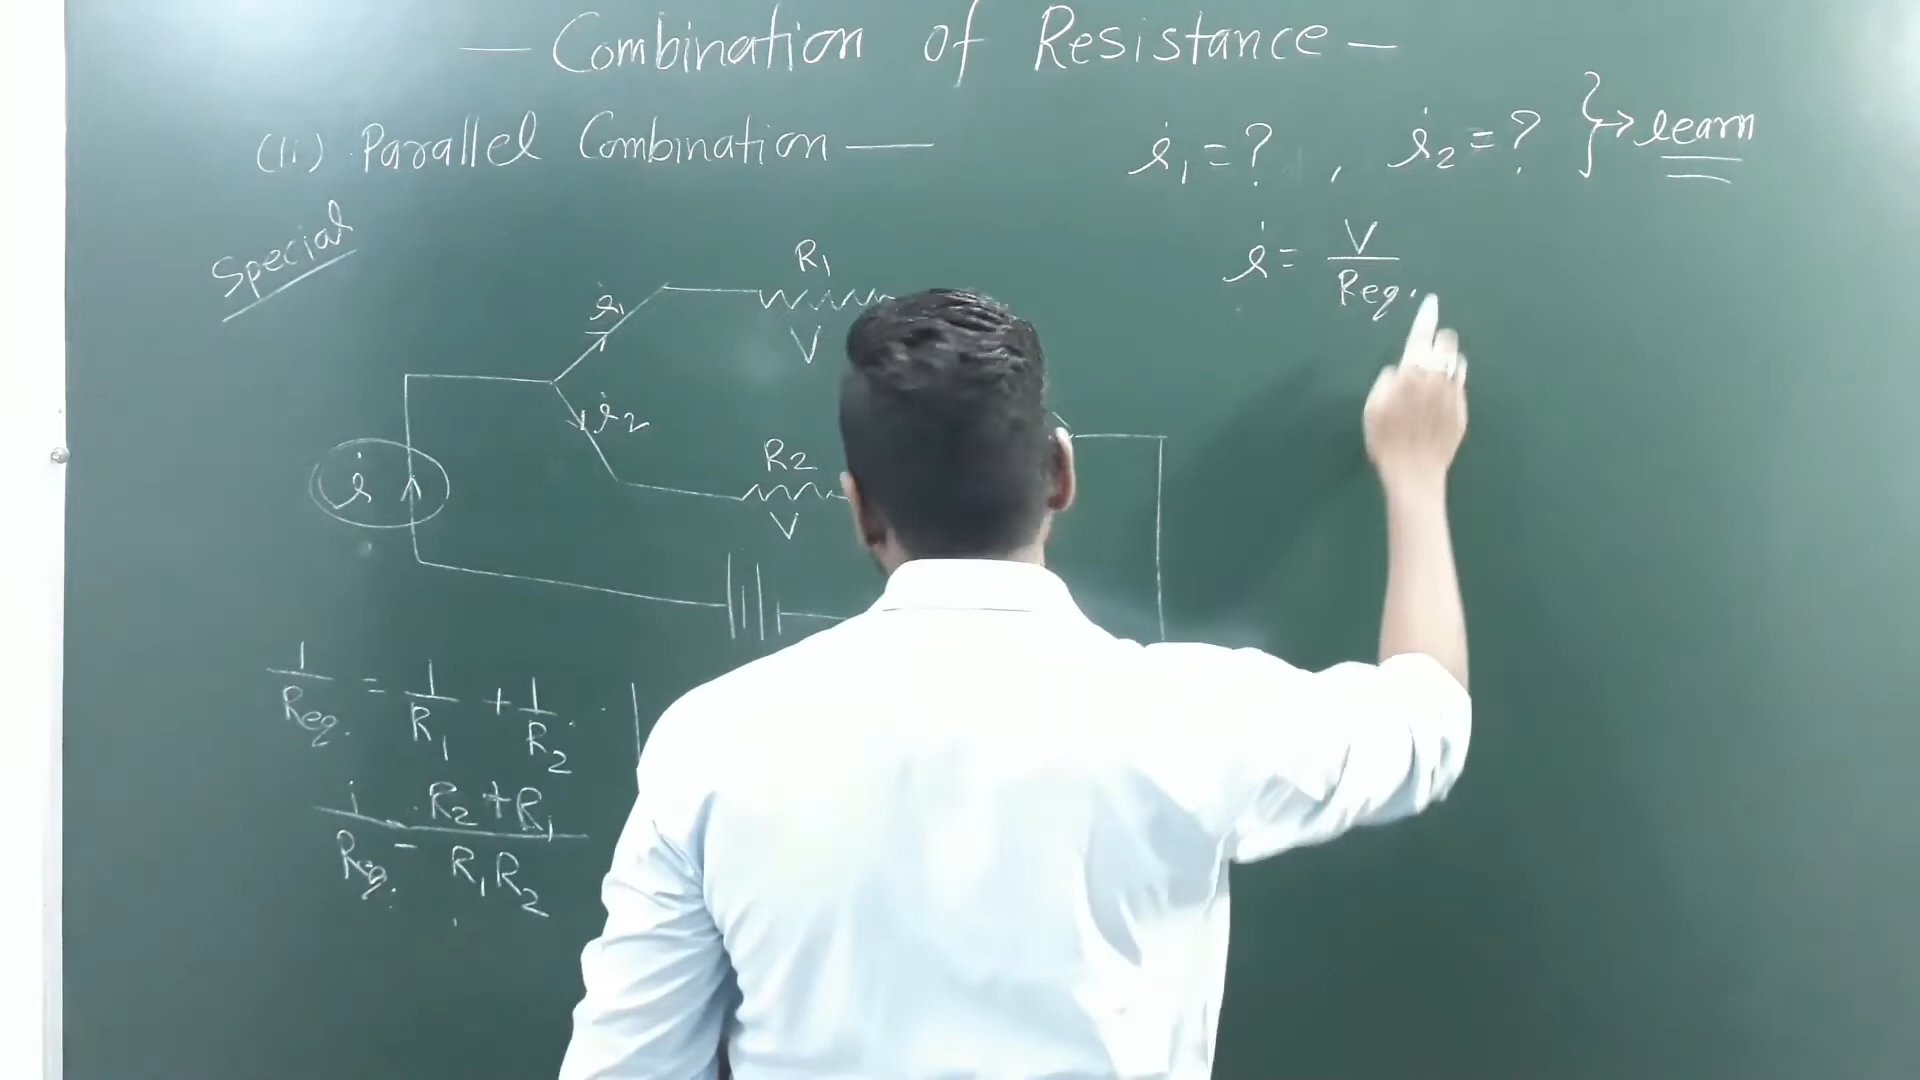 — Combination of Resistance —
(ii) Parallel Combination —
i₁ = ? , i₂ = ? } → learn
Special
i = V / Req.
R₁
i₁
V
i₂
R₂
i
V
1/Req. = 1/R₁ + 1/R₂
1/Req. = R₂ + R₁ / R₁R₂